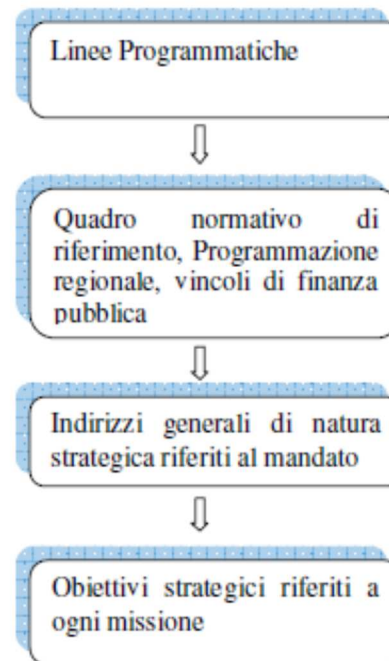 Linee Programmatiche
Quadro normativo di
riferimento, Programmazione
regionale, vincoli di finanza
pubblica
Indirizzi generali di natura
strategica riferiti al mandato
Obiettivi strategici riferiti a
ogni missione